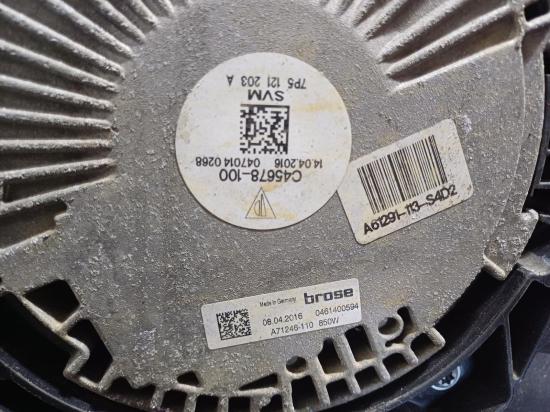 7P5 121 203 A
SVM
14.04.2016 047014 0268
C45678-100
A61291-113-S4D2
Made in Germany brose
08.04.2016 0461400594
A71246-110 850W